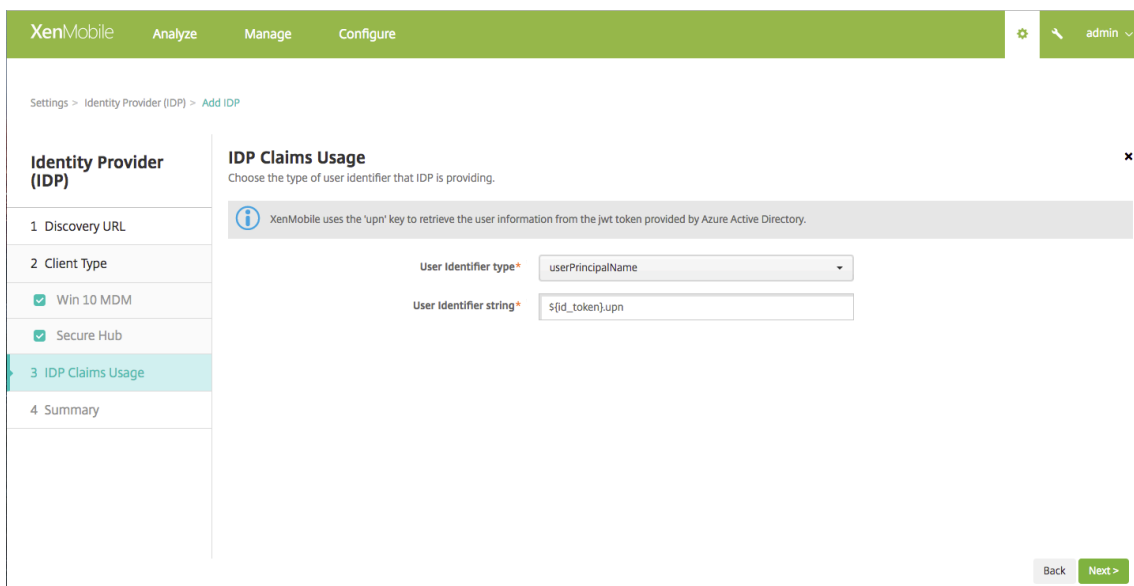 XenMobile Analyze Manage Configure admin
Settings > Identity Provider (IDP) > Add IDP
Identity Provider
(IDP)
1 Discovery URL
2 Client Type
Win 10 MDM
Secure Hub
3 IDP Claims Usage
4 Summary
IDP Claims Usage
Choose the type of user identifier that IDP is providing.
XenMobile uses the 'upn' key to retrieve the user information from the jwt token provided by Azure Active Directory.
User Identifier type* userPrincipalName
User Identifier string* ${id_token}.upn
Back Next >